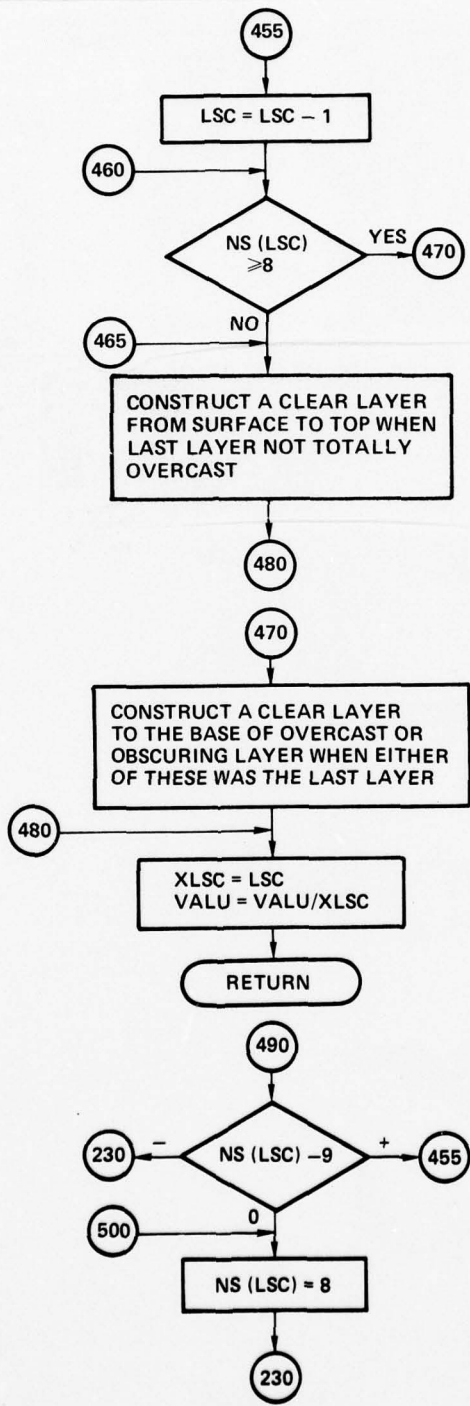 455
LSC = LSC – 1
460
NS (LSC)
⩾8
YES
470
NO
465
CONSTRUCT A CLEAR LAYER
FROM SURFACE TO TOP WHEN
LAST LAYER NOT TOTALLY
OVERCAST
480
470
CONSTRUCT A CLEAR LAYER
TO THE BASE OF OVERCAST OR
OBSCURING LAYER WHEN EITHER
OF THESE WAS THE LAST LAYER
480
XLSC = LSC
VALU = VALU/XLSC
RETURN
490
230
–
NS (LSC) –9
+
455
0
500
NS (LSC) = 8
230